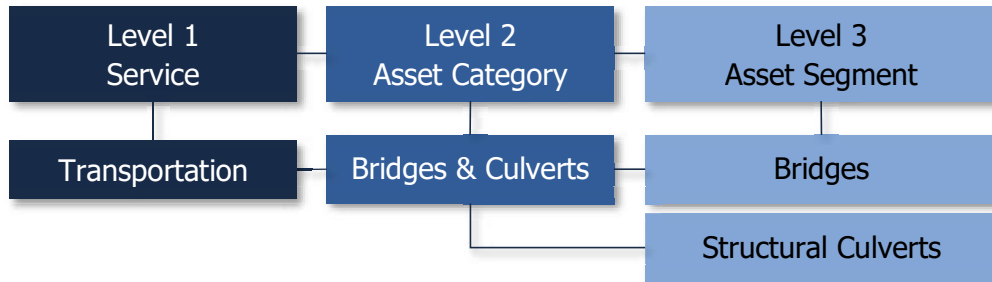 Level 1
Service
Level 2
Asset Category
Level 3
Asset Segment
Transportation
Bridges & Culverts
Bridges
Structural Culverts